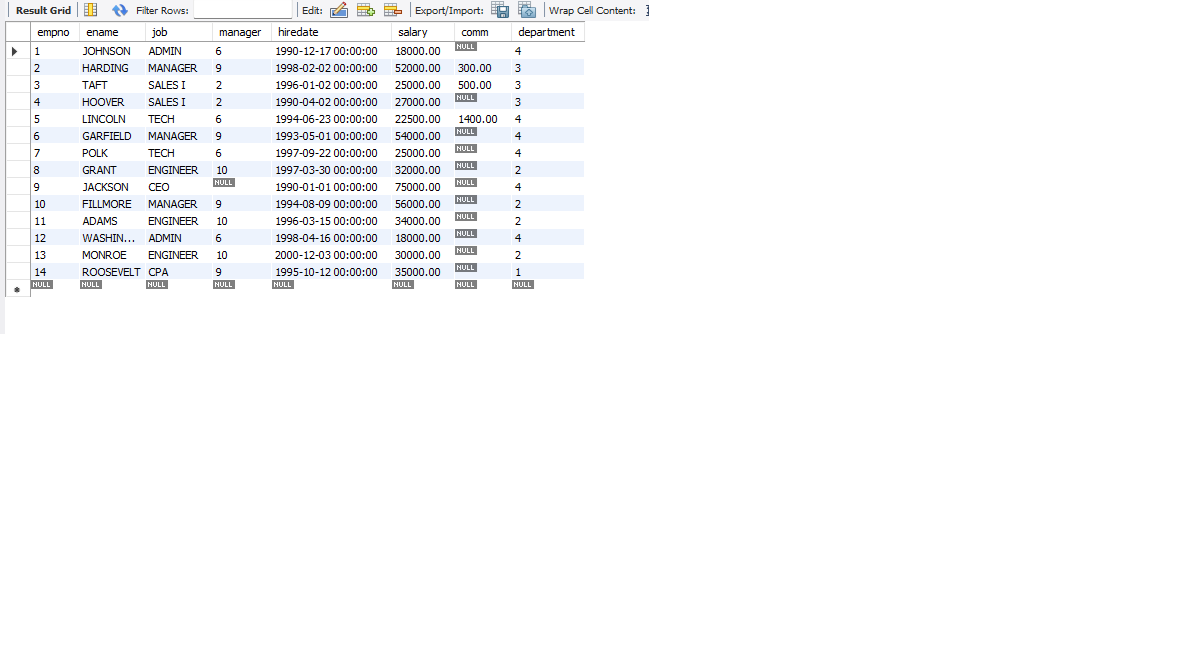 Result Grid Filter Rows: Edit: Export/Import: Wrap Cell Content:
empno ename job manager hiredate salary comm department
1 JOHNSON ADMIN 6 1990-12-17 00:00:00 18000.00 NULL 4
2 HARDING MANAGER 9 1998-02-02 00:00:00 52000.00 300.00 3
3 TAFT SALES I 2 1996-01-02 00:00:00 25000.00 500.00 3
4 HOOVER SALES I 2 1990-04-02 00:00:00 27000.00 NULL 3
5 LINCOLN TECH 6 1994-06-23 00:00:00 22500.00 1400.00 4
6 GARFIELD MANAGER 9 1993-05-01 00:00:00 54000.00 NULL 4
7 POLK TECH 6 1997-09-22 00:00:00 25000.00 NULL 4
8 GRANT ENGINEER 10 1997-03-30 00:00:00 32000.00 NULL 2
9 JACKSON CEO NULL 1990-01-01 00:00:00 75000.00 NULL 4
10 FILLMORE MANAGER 9 1994-08-09 00:00:00 56000.00 NULL 2
11 ADAMS ENGINEER 10 1996-03-15 00:00:00 34000.00 NULL 2
12 WASHIN... ADMIN 6 1998-04-16 00:00:00 18000.00 NULL 4
13 MONROE ENGINEER 10 2000-12-03 00:00:00 30000.00 NULL 2
14 ROOSEVELT CPA 9 1995-10-12 00:00:00 35000.00 NULL 1
NULL NULL NULL NULL NULL NULL NULL NULL